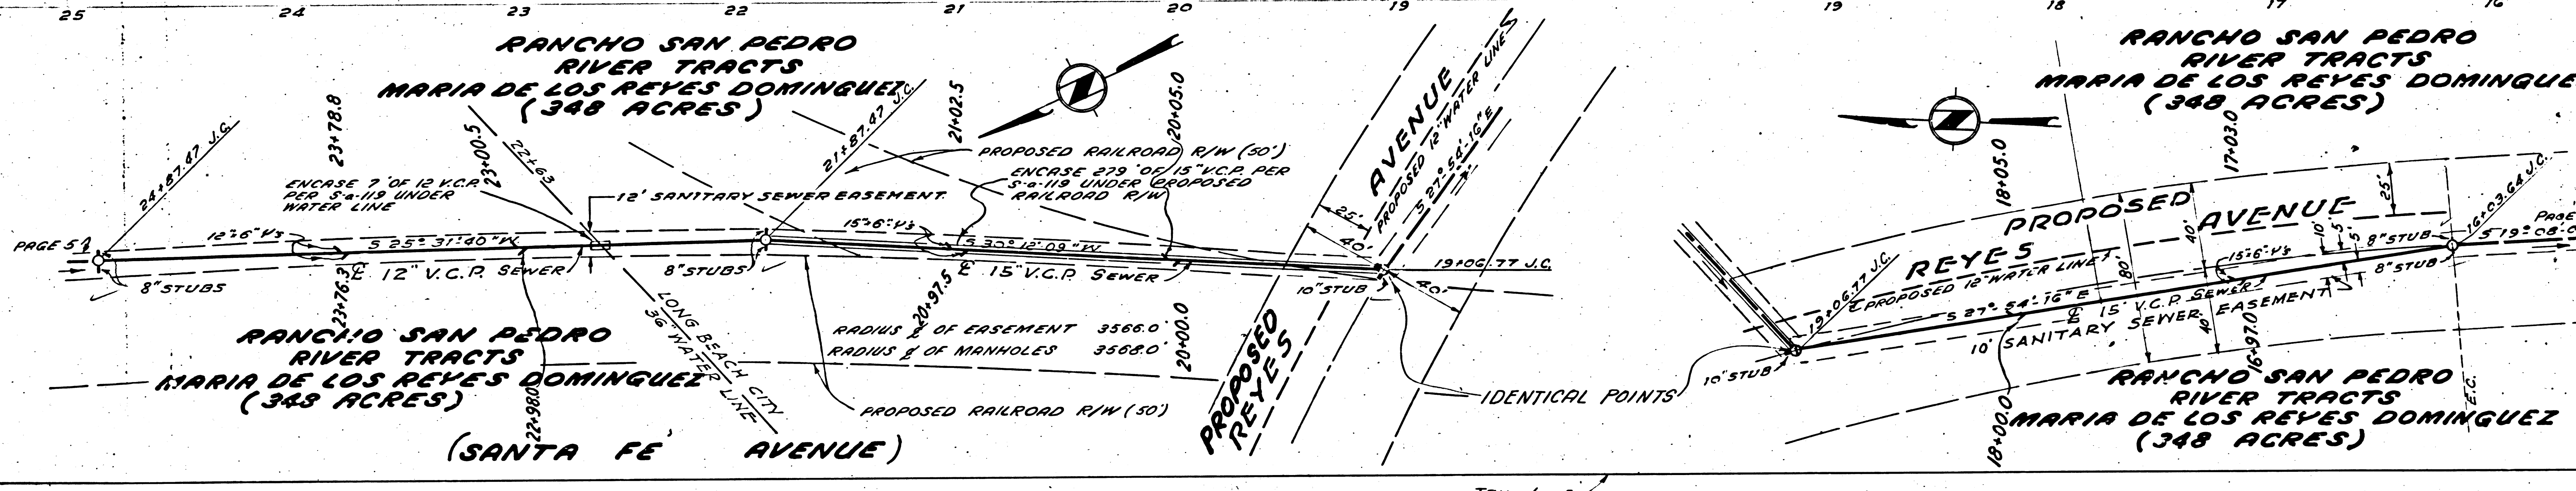 25 24 23 22 21 20 19 19 18 17 16
RANCHO SAN PEDRO
RIVER TRACTS
MARIA DE LOS REYES DOMINGUEZ
(348 ACRES)
24+87.47 J.C.
23+78.8
23+00.5
22+63
21+87.47 J.C.
21+02.5
20+05.0
ENCASE 7' OF 12 V.C.P.
PER S-a-119 UNDER
WATER LINE
12' SANITARY SEWER EASEMENT
PROPOSED RAILROAD R/W (50')
ENCASE 279' OF 15" V.C.P. PER
S-a-119 UNDER PROPOSED
RAILROAD R/W
PAGE 5
12"-6" Ys
S 25° 31' 40" W
℄ 12" V.C.P. SEWER
8" STUBS
8" STUBS
15"-6" Ys
S 30° 12' 09" W
℄ 15" V.C.P. SEWER
10" STUB
19+06.77 J.C.
23+76.3
22+98.0
20+97.5
20+00.0
RANCHO SAN PEDRO
RIVER TRACTS
MARIA DE LOS REYES DOMINGUEZ
(348 ACRES)
LONG BEACH CITY
36" WATER LINE
RADIUS ℄ OF EASEMENT 3566.0'
RADIUS ℄ OF MANHOLES 3568.0'
PROPOSED RAILROAD R/W (50')
(SANTA FE AVENUE)
AVENUE
PROPOSED 12" WATER LINE
S 27°-54'-16" E
25'
40'
40'
PROPOSED
REYES
IDENTICAL POINTS
RANCHO SAN PEDRO
RIVER TRACTS
MARIA DE LOS REYES DOMINGUE
(348 ACRES)
18+05.0
17+03.0
16+03.64 J.C.
PROPOSED
REYES AVENUE
25'
40'
80'
40'
10'
5'
5'
8" STUB
8" STUB
PAGE
S 19°-08'-0
19+06.77 J.C.
℄ PROPOSED 12" WATER LINE
15"-6" Ys
S 27°-54'-16" E
℄ 15" V.C.P. SEWER
10' SANITARY SEWER EASEMENT
10" STUB
18+00.0
16+97.0
E.C.
RANCHO SAN PEDRO
RIVER TRACTS
MARIA DE LOS REYES DOMINGUEZ
(348 ACRES)